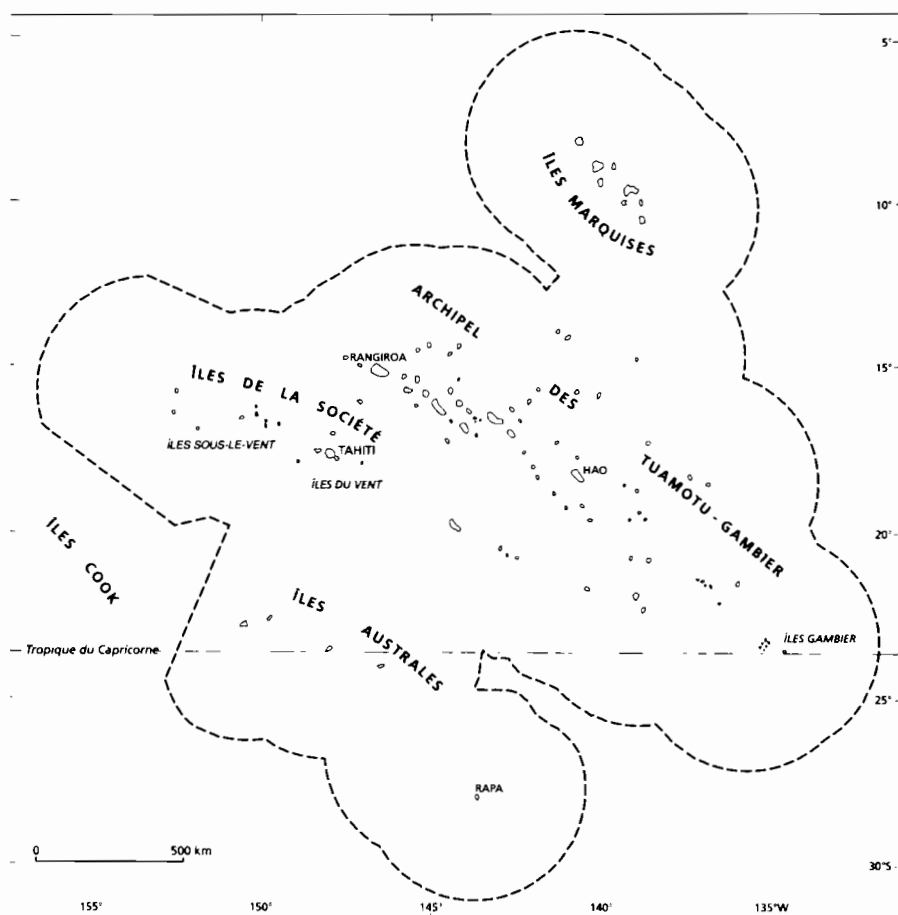 5°
ÎLES MARQUISES
10°
ARCHIPEL
RANGIROA
15°
ÎLES DE LA SOCIÉTÉ
DES
ÎLES SOUS-LE-VENT
TAHITI
HAO
ÎLES DU VENT
TUAMOTU - GAMBIER
20°
ÎLES COOK
ÎLES
AUSTRALES
ÎLES GAMBIER
Tropique du Capricorne
25°
RAPA
0 500 km
30°S
155° 150° 145° 140° 135°W